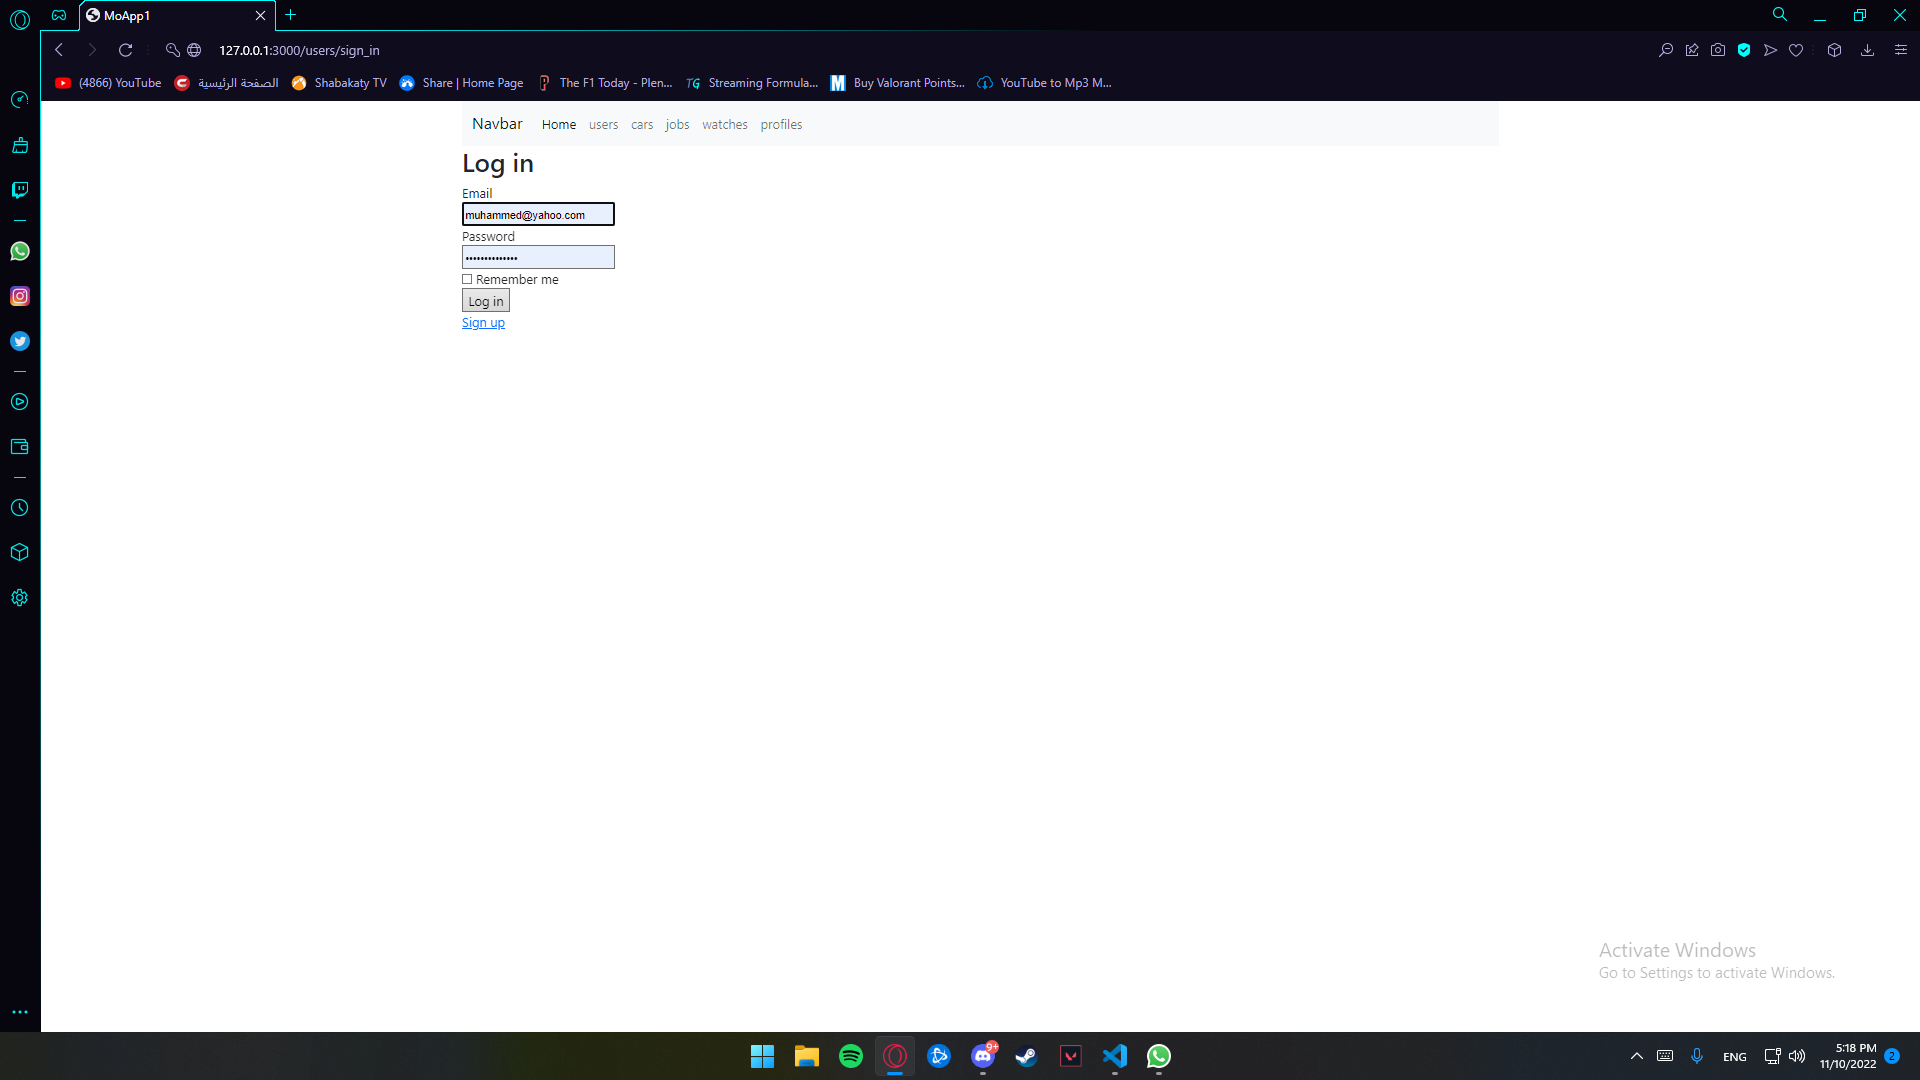 MoApp1
127.0.0.1:3000/users/sign_in
(4866) YouTube
الصفحة الرئيسية
Shabakaty TV
Share | Home Page
The F1 Today - Plen...
TG Streaming Formula...
M Buy Valorant Points...
YouTube to Mp3 M...
Navbar Home users cars jobs watches profiles
Log in
Email
muhammed@yahoo.com
Password
Remember me
Log in
Sign up
Activate Windows
Go to Settings to activate Windows.
9+
ENG
5:18 PM
11/10/2022
2